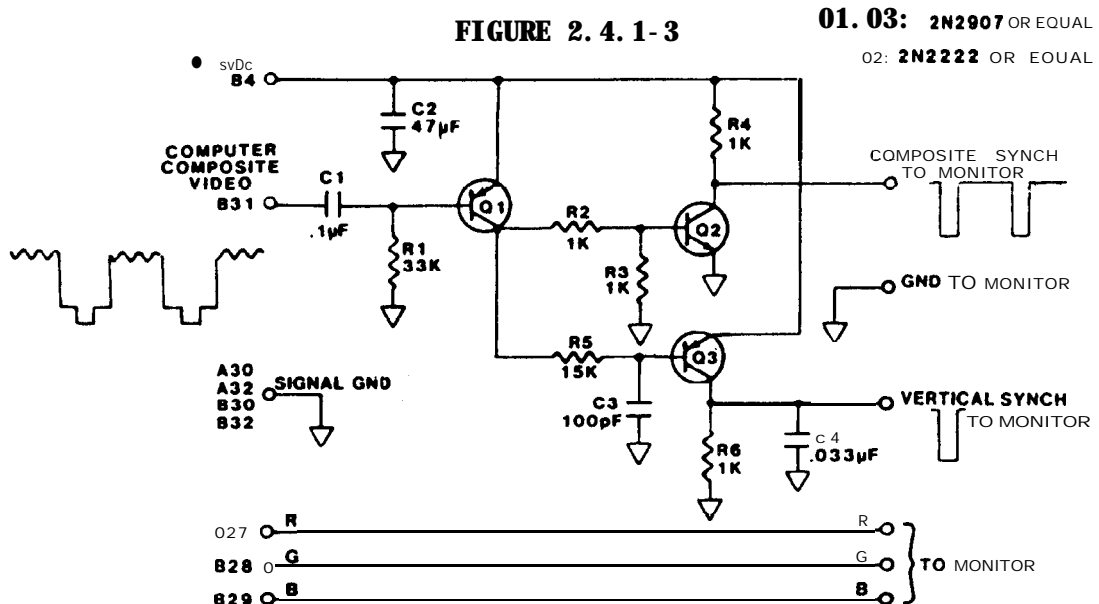 FIGURE 2.4.1-3
01.03: 2N2907 OR EQUAL
02: 2N2222 OR EQUAL
• svDc
B4
C2
47µF
R4
1K
COMPUTER
COMPOSITE
VIDEO
B31
C1
.1µF
Q1
R1
33K
R2
1K
R3
1K
Q2
COMPOSITE SYNCH
TO MONITOR
GND TO MONITOR
R5
15K
Q3
C3
100pF
A30
A32
B30
B32
SIGNAL GND
R6
1K
c 4
.033µF
VERTICAL SYNCH
TO MONITOR
027 R R
B28 0 G G
B29 B B
TO MONITOR